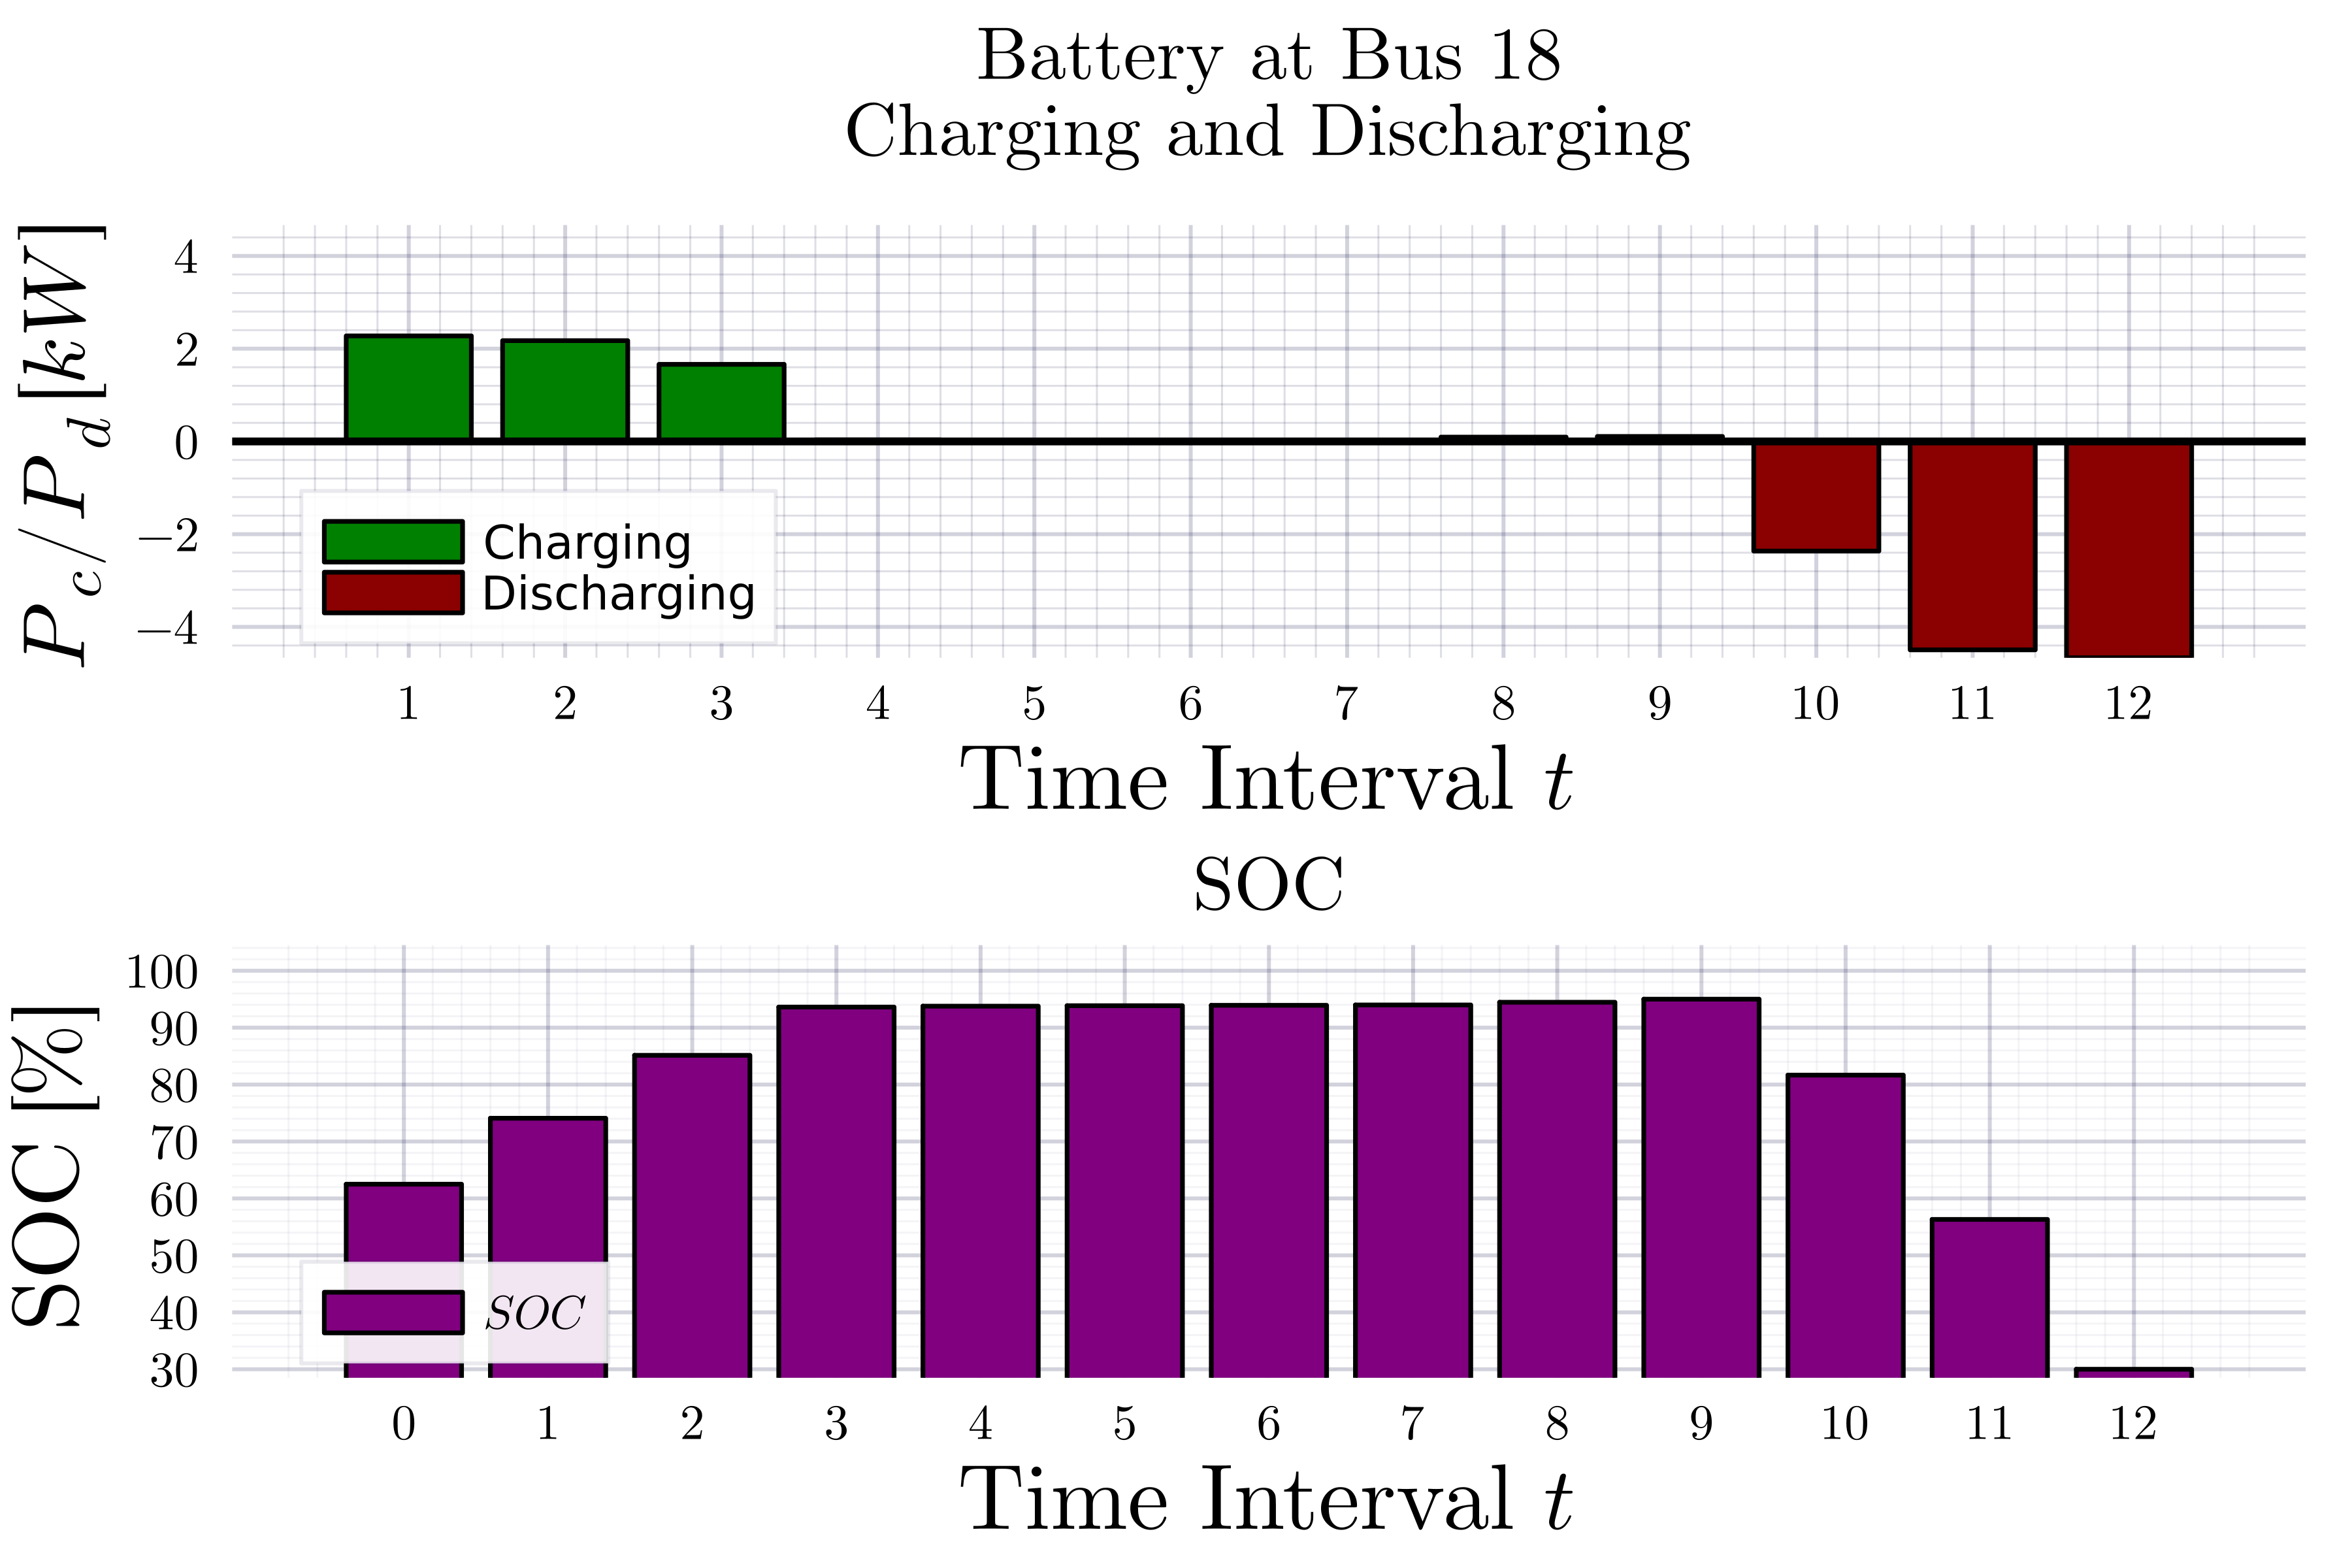 Battery at Bus 18
Charging and Discharging
P_c/P_d [kW]
4
2
0
−2
−4
Charging
Discharging
1 2 3 4 5 6 7 8 9 10 11 12
Time Interval t
SOC
SOC [%]
100
90
80
70
60
50
40
30
SOC
0 1 2 3 4 5 6 7 8 9 10 11 12
Time Interval t